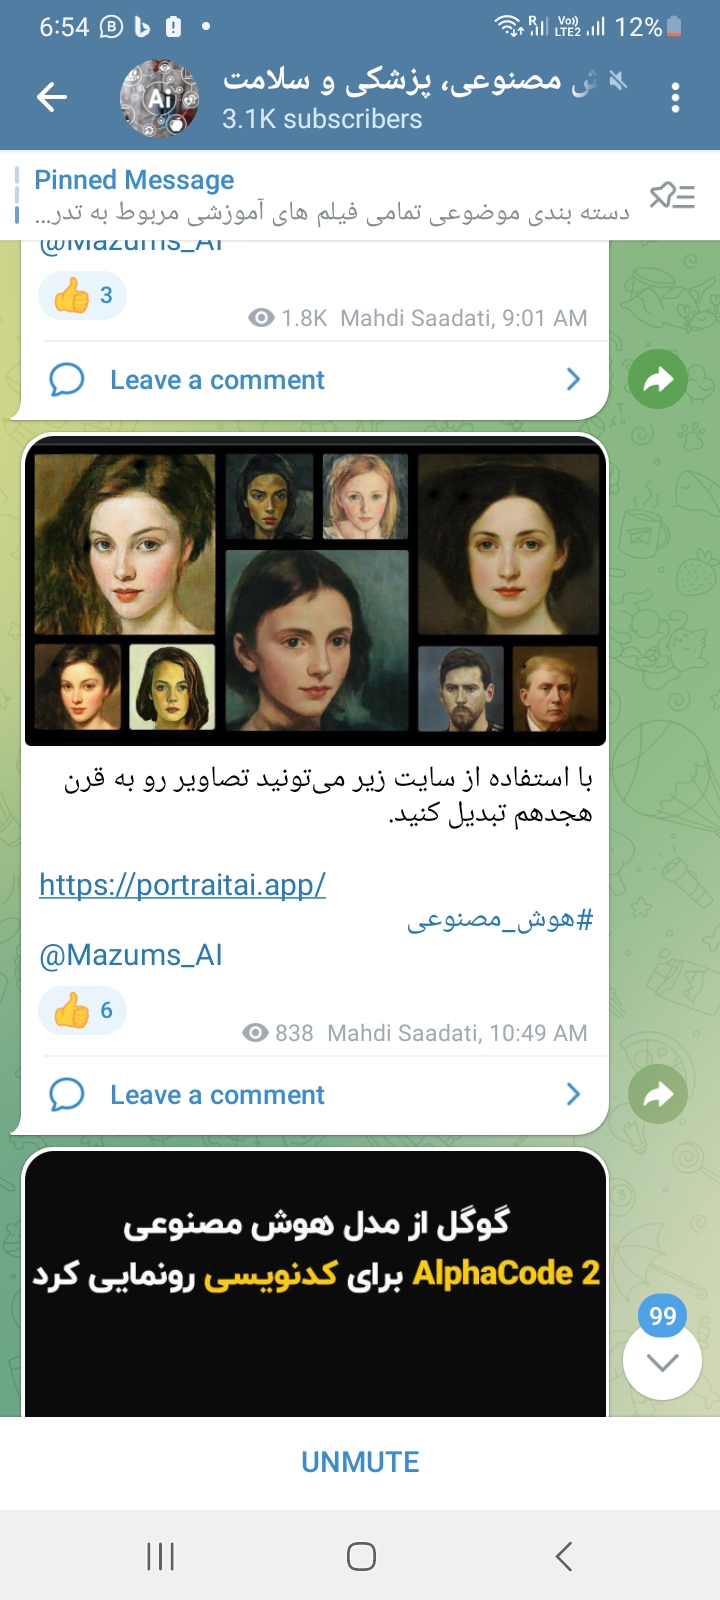 6:54
12%
ش مصنوعی، پزشکی و سلامت
3.1K subscribers
Pinned Message
دسته بندی موضوعی تمامی فیلم های آموزشی مربوط به تدر...
@Mazums_AI
3
1.8K Mahdi Saadati, 9:01 AM
Leave a comment
با استفاده از سایت زیر می‌تونید تصاویر رو به قرن
هجدهم تبدیل کنید.
https://portraitai.app/
#هوش_مصنوعی
@Mazums_AI
6
838 Mahdi Saadati, 10:49 AM
Leave a comment
گوگل از مدل هوش مصنوعی
AlphaCode 2 برای کدنویسی رونمایی کرد
99
UNMUTE